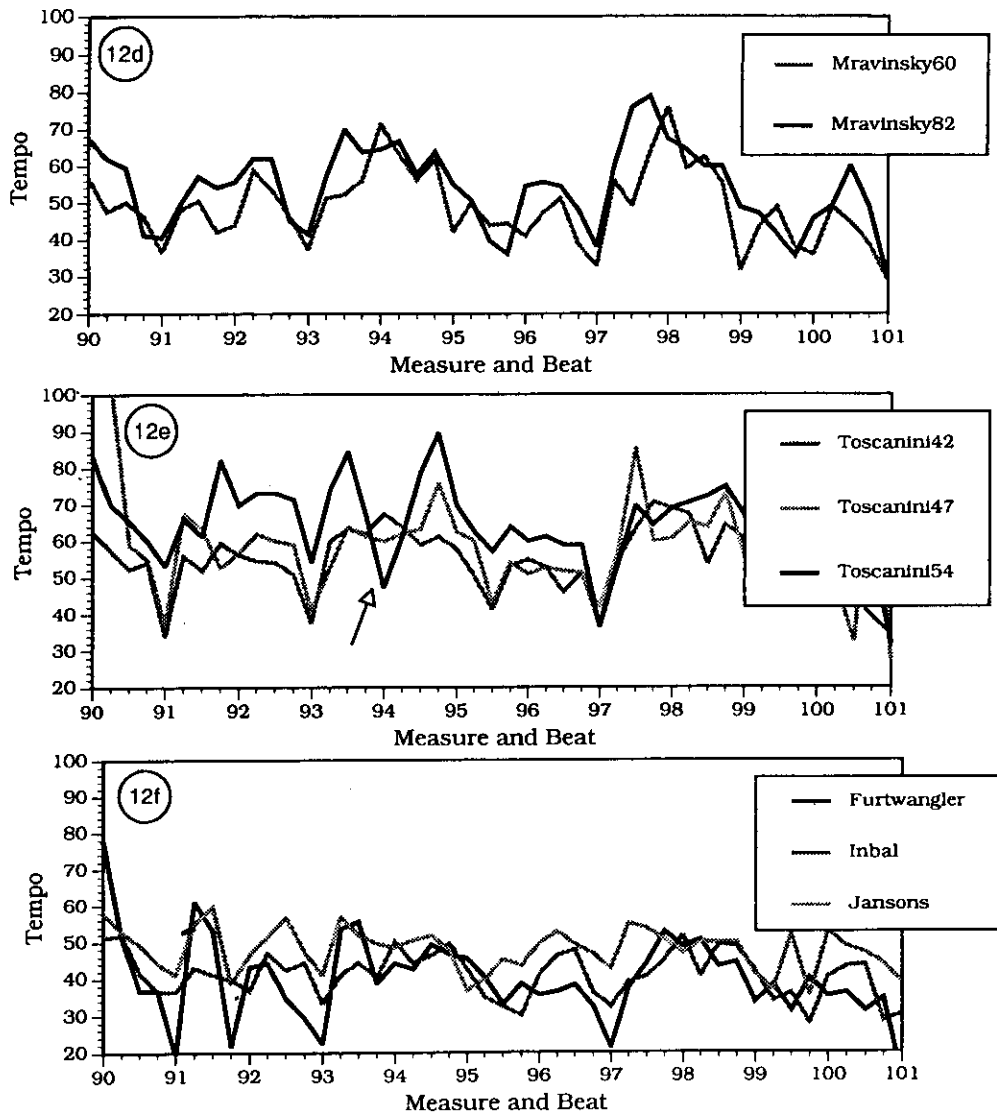 12d
Mravinsky60
Mravinsky82
Tempo
100
90
80
70
60
50
40
30
20
90 91 92 93 94 95 96 97 98 99 100 101
Measure and Beat
12e
Toscanini42
Toscanini47
Toscanini54
Tempo
100
90
80
70
60
50
40
30
20
90 91 92 93 94 95 96 97 98 99 100 101
Measure and Beat
12f
Furtwangler
Inbal
Jansons
Tempo
100
90
80
70
60
50
40
30
20
90 91 92 93 94 95 96 97 98 99 100 101
Measure and Beat